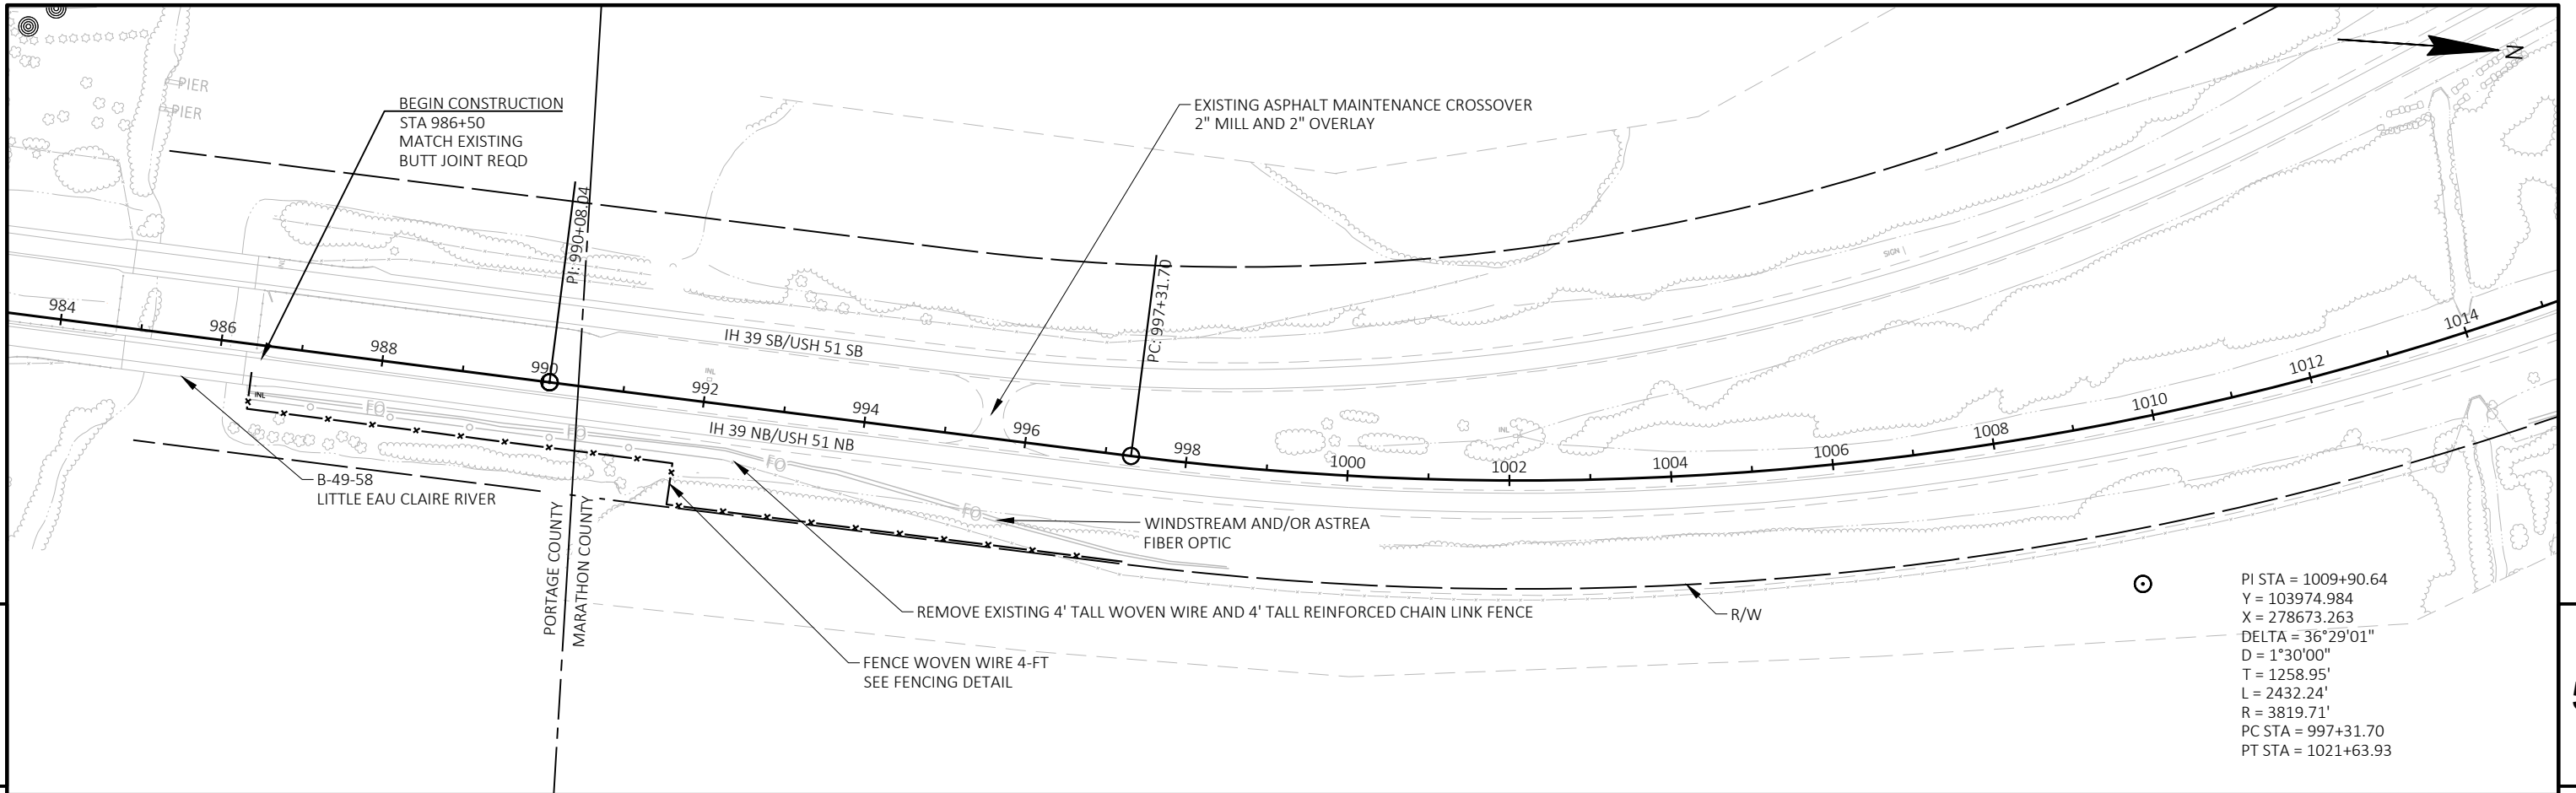 N
PIER
PIER
BEGIN CONSTRUCTION
STA 986+50
MATCH EXISTING
BUTT JOINT REQD
EXISTING ASPHALT MAINTENANCE CROSSOVER
2" MILL AND 2" OVERLAY
PI: 990+08.04
PC: 997+31.70
SIGN
INL
984
986
988
990
992
994
996
998
1000
1002
1004
1006
1008
1010
1012
1014
IH 39 SB/USH 51 SB
INL
IH 39 NB/USH 51 NB
INL
INL
FO
FO
FO
FO
B-49-58
LITTLE EAU CLAIRE RIVER
PORTAGE COUNTY
MARATHON COUNTY
WINDSTREAM AND/OR ASTREA
FIBER OPTIC
REMOVE EXISTING 4' TALL WOVEN WIRE AND 4' TALL REINFORCED CHAIN LINK FENCE
R/W
FENCE WOVEN WIRE 4-FT
SEE FENCING DETAIL
PI STA = 1009+90.64
Y = 103974.984
X = 278673.263
DELTA = 36°29'01"
D = 1°30'00"
T = 1258.95'
L = 2432.24'
R = 3819.71'
PC STA = 997+31.70
PT STA = 1021+63.93